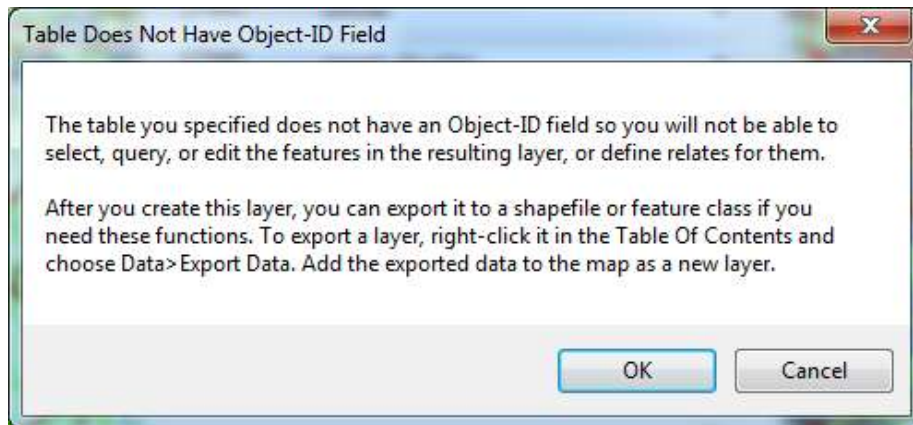 Table Does Not Have Object-ID Field
The table you specified does not have an Object-ID field so you will not be able to
select, query, or edit the features in the resulting layer, or define relates for them.
After you create this layer, you can export it to a shapefile or feature class if you
need these functions. To export a layer, right-click it in the Table Of Contents and
choose Data>Export Data. Add the exported data to the map as a new layer.
OK
Cancel